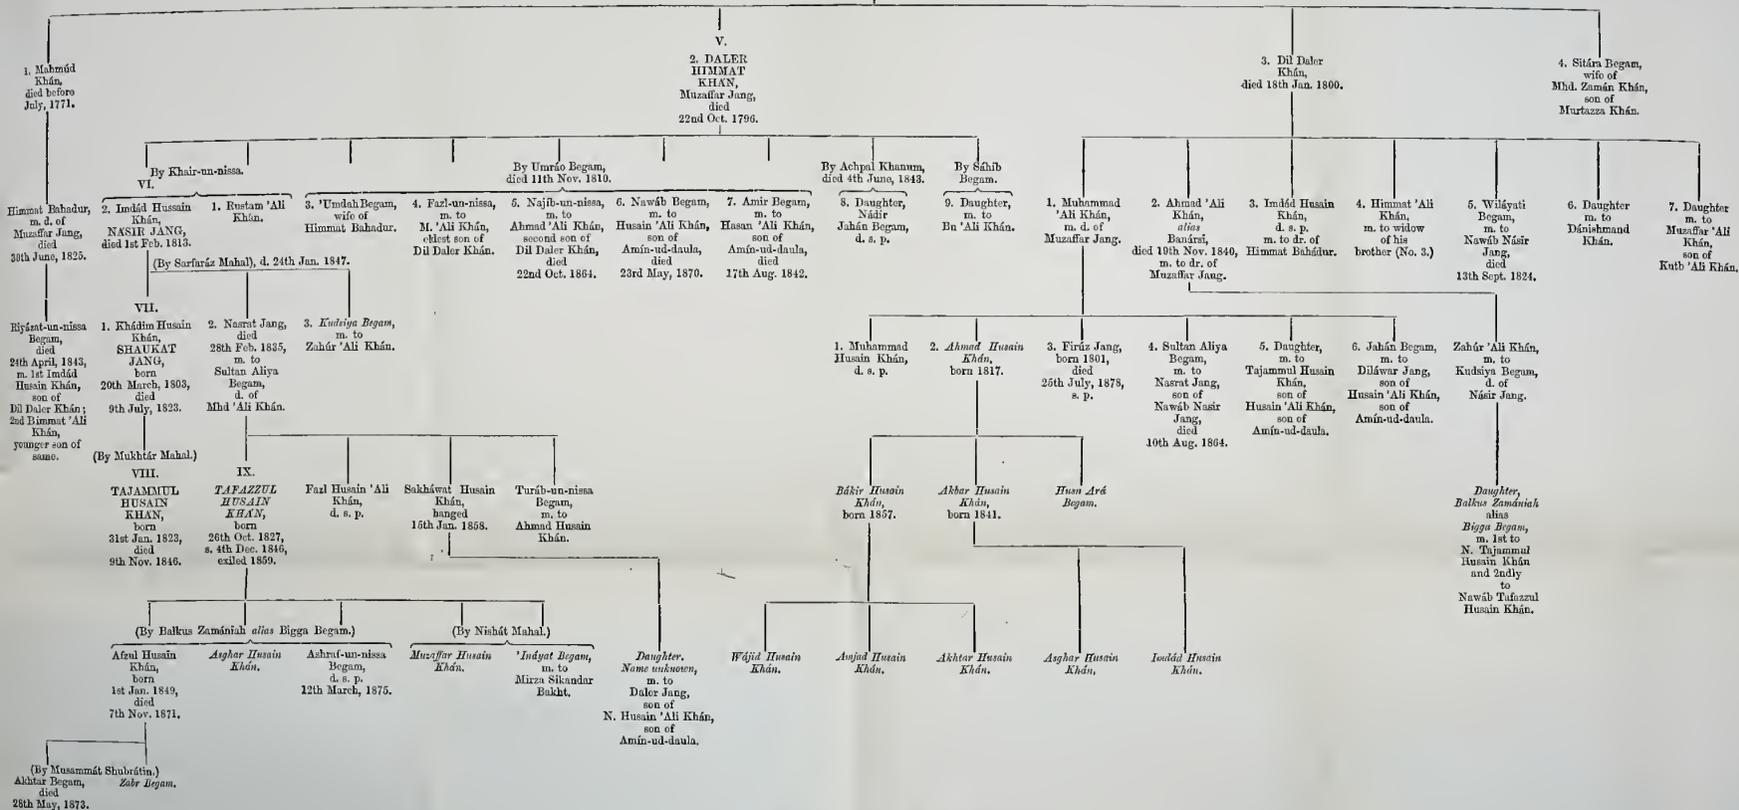 1. Mahmúd
Khán,
died before
July, 1771.
V.
2. DALER
HIMMAT
KHÁN,
Muzaffar Jang,
died
22nd Oct. 1796.
3. Dil Daler
Khán,
died 18th Jan. 1800.
4. Sitára Begam,
wife of
Mhd. Zamán Khán,
son of
Murtazza Khán.
By Khair-un-nissa.
By Umráo Begam,
died 11th Nov. 1810.
By Achpal Khanum,
died 4th June, 1843.
By Sáhib
Begam.
Himmat Bahadur,
m. d. of
Muzaffar Jang,
died
30th June, 1825.
VI.
2. Imdád Hussain
Khán,
NÁSIR JANG,
died 1st Feb. 1813.
1. Rustam 'Ali
Khán.
3. 'Umdah Begam,
wife of
Himmat Bahadur.
4. Fazl-un-nissa,
m. to
M. 'Ali Khán,
eldest son of
Dil Daler Khán.
5. Najíb-un-nissa,
m. to
Ahmad 'Ali Khán,
second son of
Dil Daler Khán,
died
22nd Oct. 1864.
6. Nawáb Begam,
m. to
Husain 'Ali Khán,
son of
Amín-ud-daula,
died
23rd May, 1870.
7. Amir Begam,
m. to
Hasan 'Ali Khán,
son of
Amín-ud-daula,
died
17th Aug. 1842.
8. Daughter,
Nádir
Jahán Begam,
d. s. p.
9. Daughter,
m. to
Bu 'Ali Khán.
1. Muhammad
'Ali Khán,
m. d. of
Muzaffar Jang.
2. Ahmad 'Ali
Khán,
alias
Banársi,
died 19th Nov. 1840,
m. to dr. of
Muzaffar Jang.
3. Imdád Husain
Khán,
d. s. p.
m. to dr. of
Himmat Bahádur.
4. Himmat 'Ali
Khán,
m. to widow
of his
brother (No. 3.)
5. Wiláyati
Begam,
m. to
Nawáb Násir
Jang,
died
13th Sept. 1824.
6. Daughter
m. to
Dánishmand
Khán.
7. Daughter
m. to
Muzaffar 'Ali
Khán,
son of
Kutb 'Ali Khán.
(By Sarfaráz Mahal), d. 24th Jan. 1847.
Riyázat-un-nissa
Begam,
died
24th April, 1843,
m. 1st Imdád
Husain Khán,
son of
Dil Daler Khán;
2nd Bimmat 'Ali
Khán,
younger son of
same.
VII.
1. Khádim Husain
Khán,
SHAUKAT
JANG,
born
20th March, 1803,
died
9th July, 1823.
2. Nasrat Jang,
died
28th Feb. 1835,
m. to
Sultan Aliya
Begam,
d. of
Mhd 'Ali Khán.
3. Kudsiya Begam,
m. to
Zahúr 'Ali Khán.
1. Muhammad
Husain Khán,
d. s. p.
2. Ahmad Husain
Khán,
born 1817.
3. Firúz Jang,
born 1801,
died
25th July, 1878,
s. p.
4. Sultan Aliya
Begam,
m. to
Nasrat Jang,
son of
Nawáb Nasir
Jang,
died
10th Aug. 1864.
5. Daughter,
m. to
Tajammul Husain
Khán,
son of
Husain 'Ali Khán,
son of
Amín-ud-daula.
6. Jahán Begam,
m. to
Diláwar Jang,
son of
Husain 'Ali Khán,
son of
Amín-ud-daula.
Zahúr 'Ali Khán,
m. to
Kudsiya Begam,
d. of
Násir Jang.
(By Mukhtár Mahal.)
VIII.
TAJAMMUL
HUSAIN
KHÁN,
born
31st Jan. 1823,
died
9th Nov. 1846.
IX.
TAFAZZUL
HUSAIN
KHÁN,
born
26th Oct. 1827,
s. 4th Dec. 1846,
exiled 1859.
Fazl Husain 'Ali
Khán,
d. s. p.
Sakháwat Husain
Khán,
hanged
15th Jan. 1858.
Turáb-un-nissa
Begam,
m. to
Ahmad Husain
Khán.
Bákir Husain
Khán,
born 1857.
Akbar Husain
Khán,
born 1841.
Husn Ará
Begam.
Daughter,
Balkus Zamániah
alias
Bigga Begam,
m. 1st to
N. Tajammul
Husain Khán
and 2ndly
to
Nawáb Tafazzul
Husain Khán.
(By Balkus Zamániah alias Bigga Begam.)
(By Nishát Mahal.)
Afzul Husain
Khán,
born
1st Jan. 1849,
died
7th Nov. 1871.
Asghar Husain
Khán.
Ashraf-un-nissa
Begam,
d. s. p.
12th March, 1875.
Muzaffar Husain
Khán.
'Ináyat Begam,
m. to
Mirza Sikandar
Bakht.
Daughter.
Name unknown,
m. to
Daler Jang,
son of
N. Husain 'Ali Khán,
son of
Amín-ud-daula.
Wájid Husain
Khán.
Amjad Husain
Khán.
Akhtar Husain
Khán.
Asghar Husain
Khán.
Imdád Husain
Khán.
(By Musammát Shubrátin.)
Akhtar Begam,
died
28th May, 1873.
Zabr Begam.